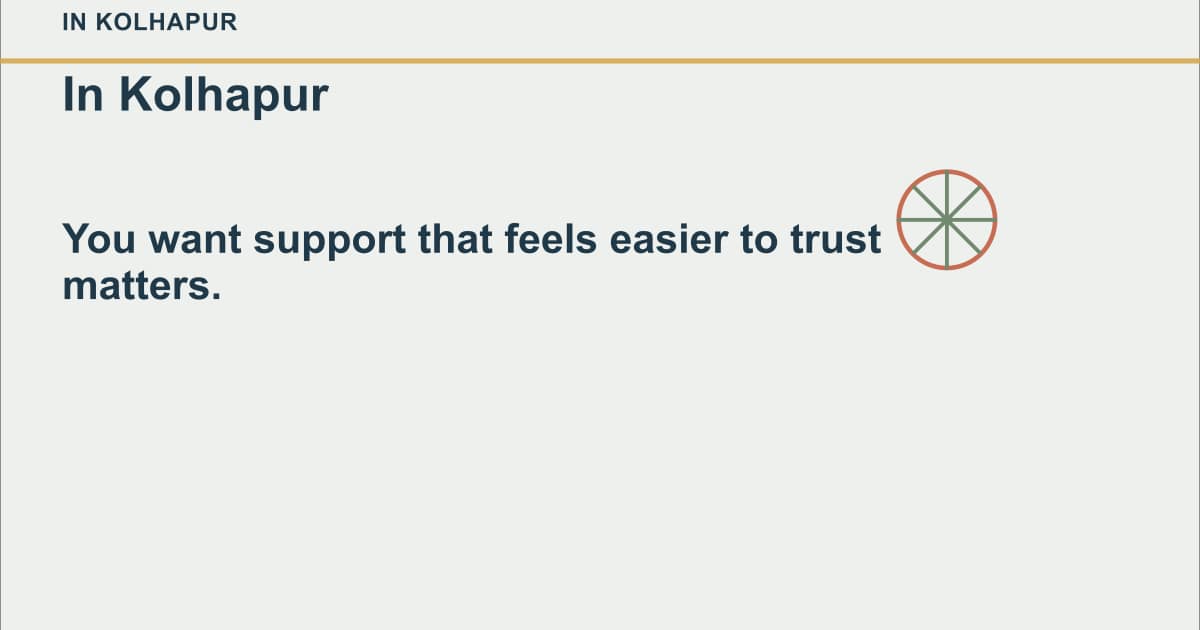 IN KOLHAPUR
In Kolhapur
You want support that feels easier to trust
matters.